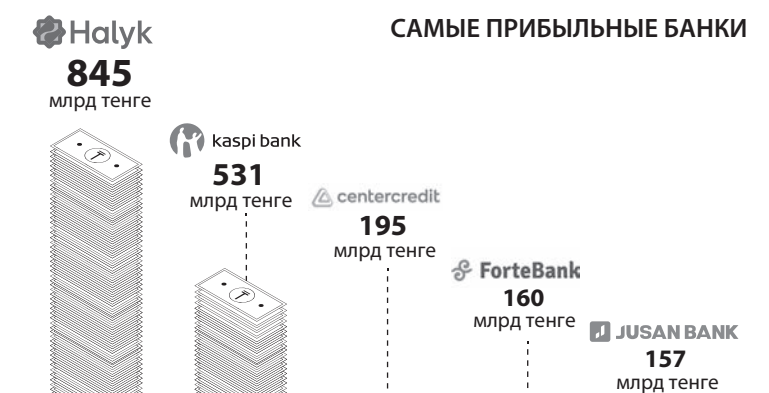 САМЫЕ ПРИБЫЛЬНЫЕ БАНКИ
Halyk
845
млрд тенге
kaspi bank
531
млрд тенге
centercredit
195
млрд тенге
ForteBank
160
млрд тенге
JUSAN BANK
157
млрд тенге